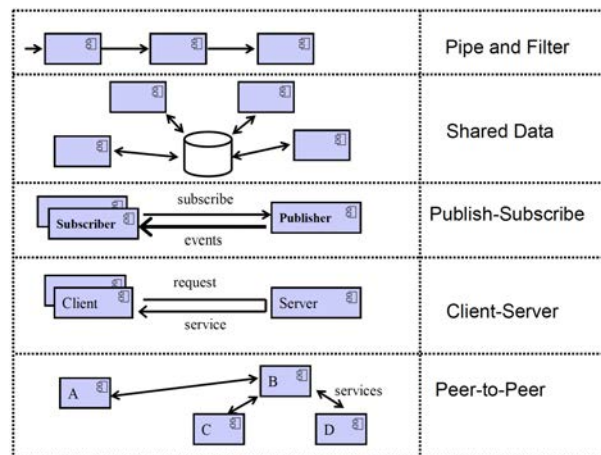 Pipe and Filter
Shared Data
subscribe
Subscriber
Publisher
events
Publish-Subscribe
request
Client
Server
service
Client-Server
A
B
services
C
D
Peer-to-Peer